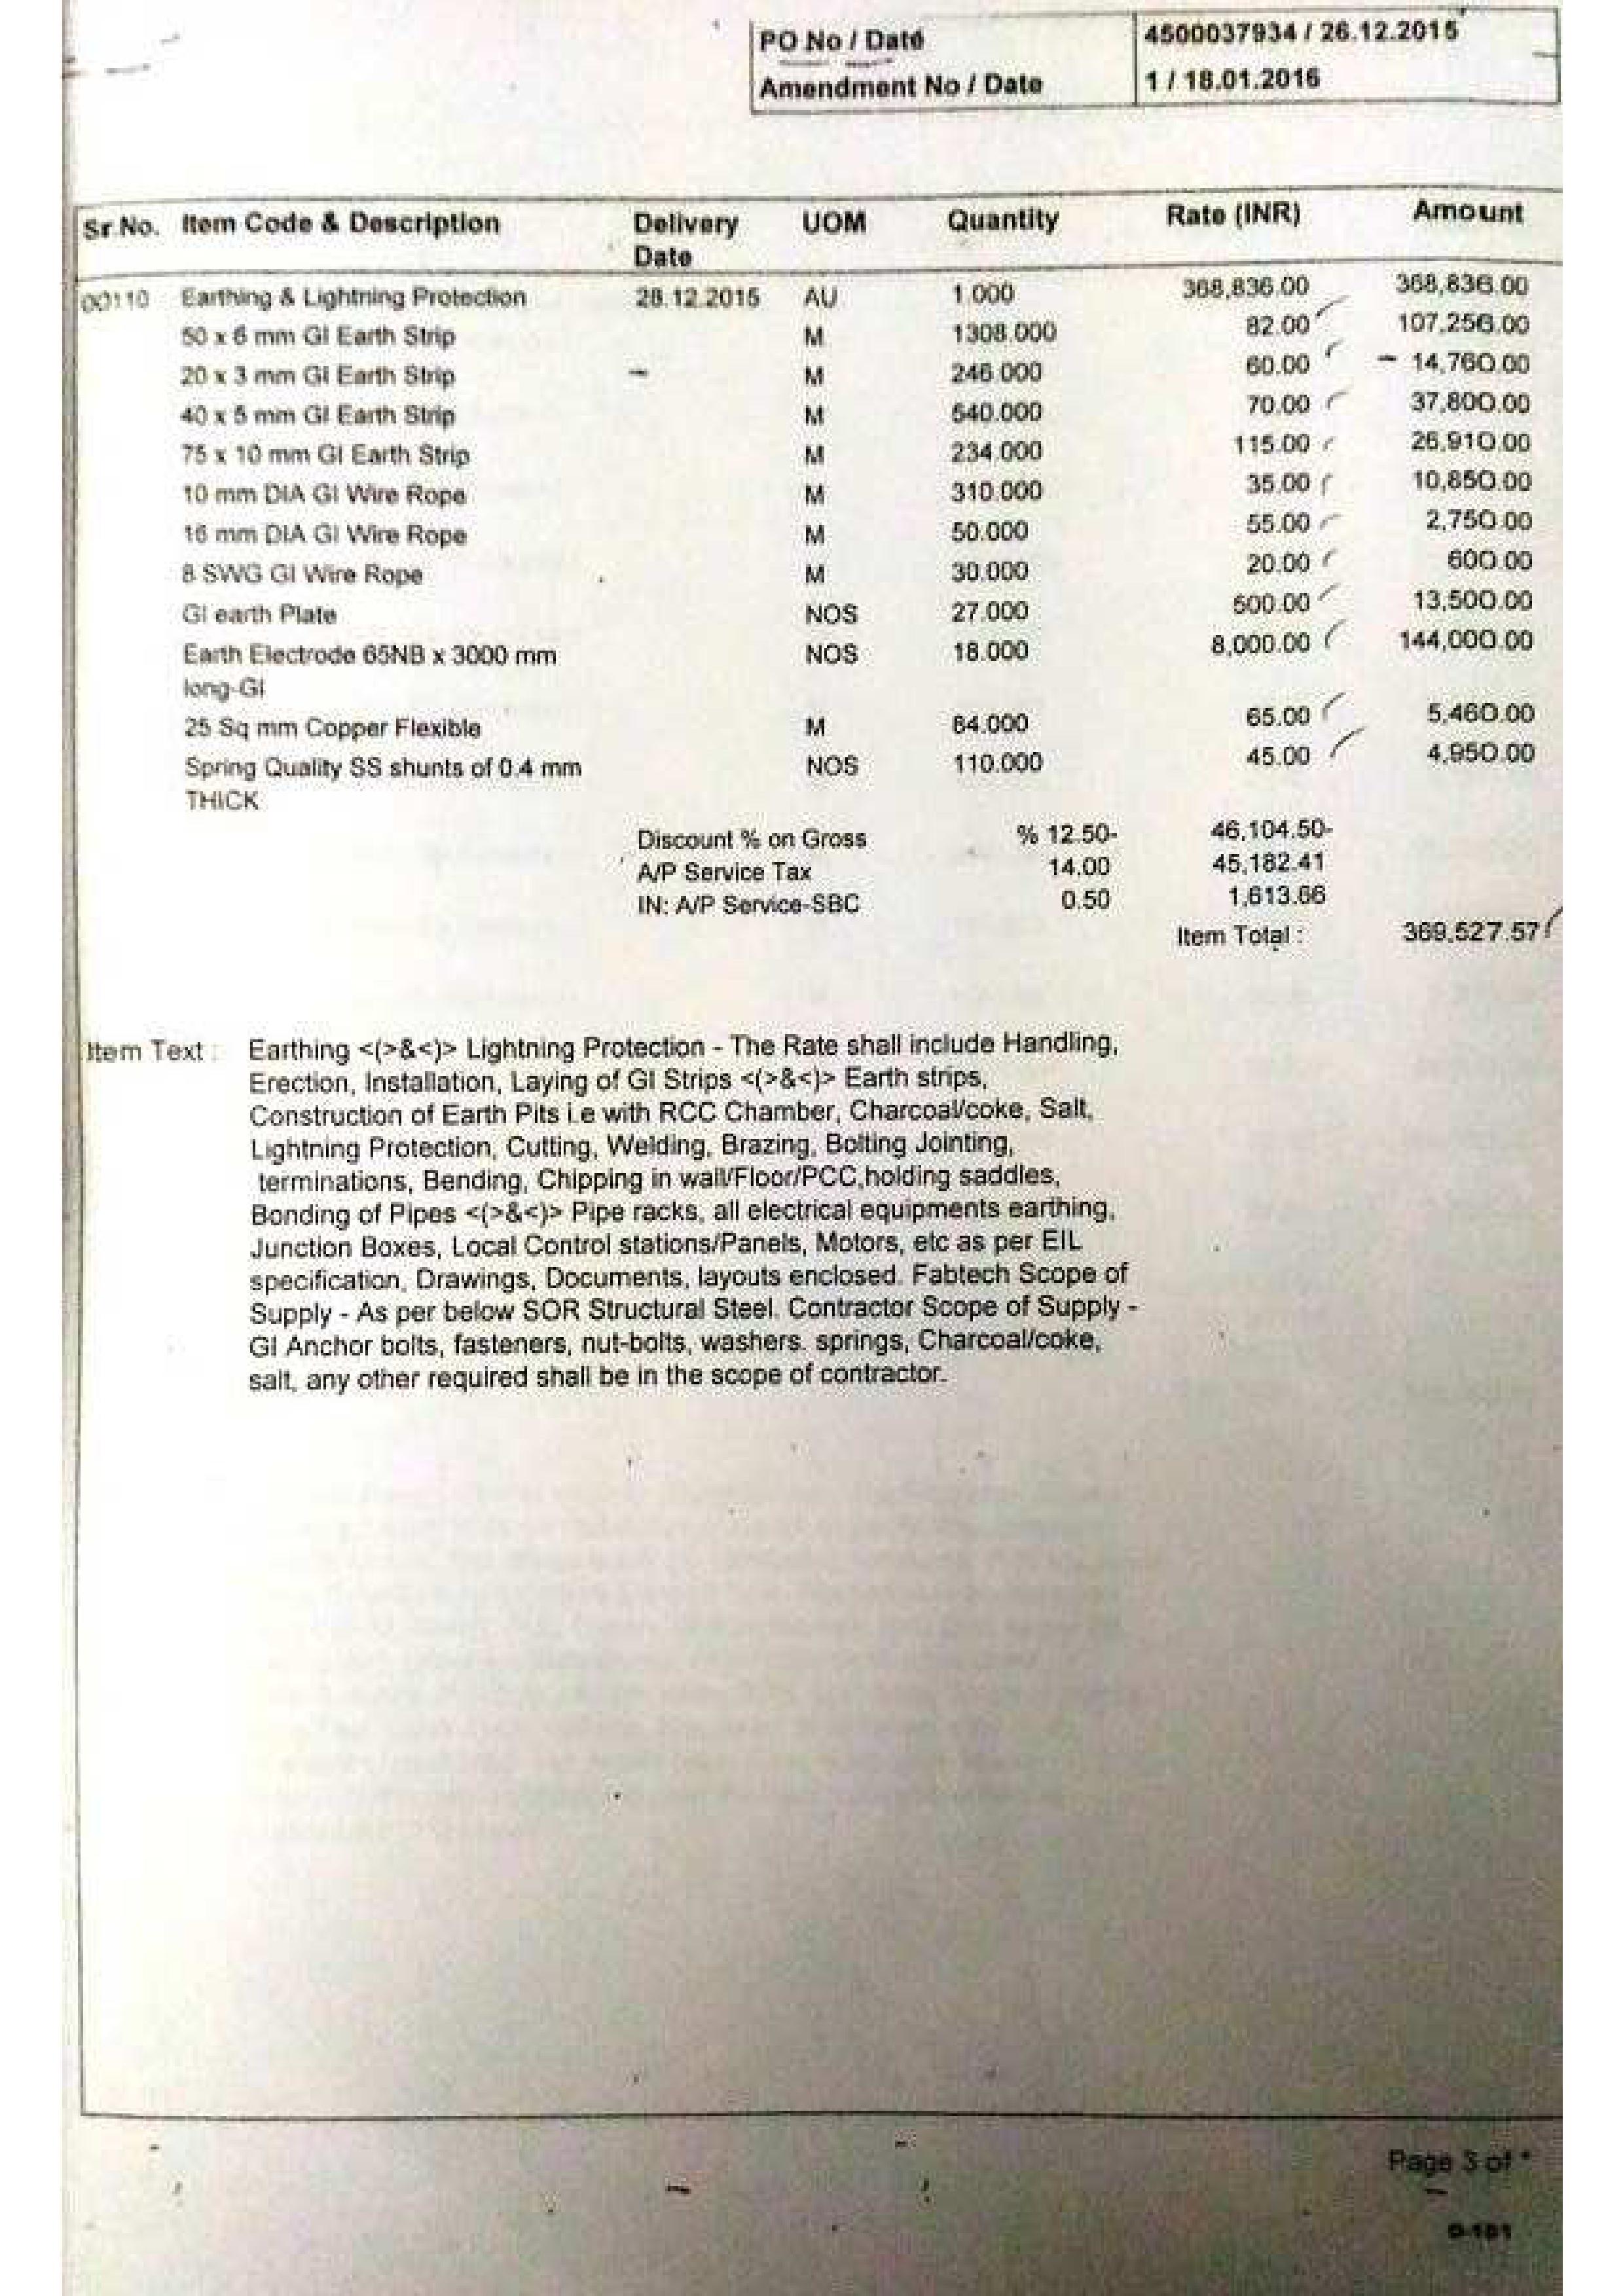 PO No / Date 4500037934 / 26.12.2015
Amendment No / Date 1 / 18.01.2016
Sr.No. Item Code & Description Delivery Date UOM Quantity Rate (INR) Amount
00110 Earthing & Lightning Protection 28.12.2015 AU 1.000 368,836.00 368,836.00
50 x 6 mm GI Earth Strip M 1308.000 82.00 107,256.00
20 x 3 mm GI Earth Strip M 246.000 60.00 14,760.00
40 x 5 mm GI Earth Strip M 540.000 70.00 37,800.00
75 x 10 mm GI Earth Strip M 234.000 115.00 26,910.00
10 mm DIA GI Wire Rope M 310.000 35.00 10,850.00
16 mm DIA GI Wire Rope M 50.000 55.00 2,750.00
8 SWG GI Wire Rope M 30.000 20.00 600.00
GI earth Plate NOS 27.000 500.00 13,500.00
Earth Electrode 65NB x 3000 mm NOS 18.000 8,000.00 144,000.00
long-GI
25 Sq mm Copper Flexible M 84.000 65.00 5,460.00
Spring Quality SS shunts of 0.4 mm NOS 110.000 45.00 4,950.00
THICK
Discount % on Gross % 12.50- 46,104.50-
A/P Service Tax 14.00 45,182.41
IN: A/P Service-SBC 0.50 1,613.66
Item Total : 369,527.57
Item Text : Earthing <(>&<)> Lightning Protection - The Rate shall include Handling,
Erection, Installation, Laying of GI Strips <(>&<)> Earth strips,
Construction of Earth Pits i.e with RCC Chamber, Charcoal/coke, Salt,
Lightning Protection, Cutting, Welding, Brazing, Bolting Jointing,
terminations, Bending, Chipping in wall/Floor/PCC,holding saddles,
Bonding of Pipes <(>&<)> Pipe racks, all electrical equipments earthing,
Junction Boxes, Local Control stations/Panels, Motors, etc as per EIL
specification, Drawings, Documents, layouts enclosed. Fabtech Scope of
Supply - As per below SOR Structural Steel. Contractor Scope of Supply -
GI Anchor bolts, fasteners, nut-bolts, washers. springs, Charcoal/coke,
salt, any other required shall be in the scope of contractor.
Page 3 of *